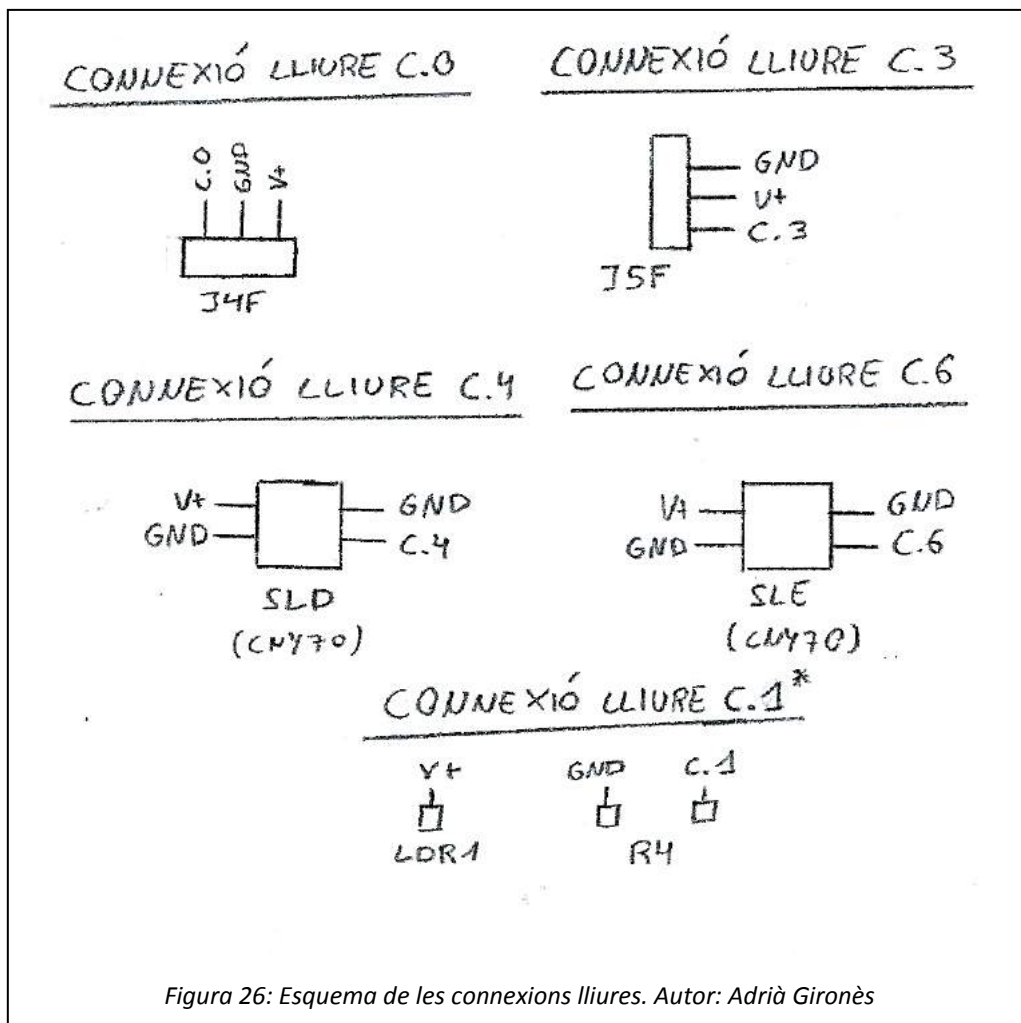 CONNEXIÓ LLIURE C.0
C.0 GND V+
J4F
CONNEXIÓ LLIURE C.3
GND
V+
C.3
J5F
CONNEXIÓ LLIURE C.4
V+ GND
GND C.4
SLD
(CNY70)
CONNEXIÓ LLIURE C.6
V+ GND
GND C.6
SLE
(CNY70)
CONNEXIÓ LLIURE C.1*
V+ GND C.1
LDR1 R4
Figura 26: Esquema de les connexions lliures. Autor: Adrià Gironès